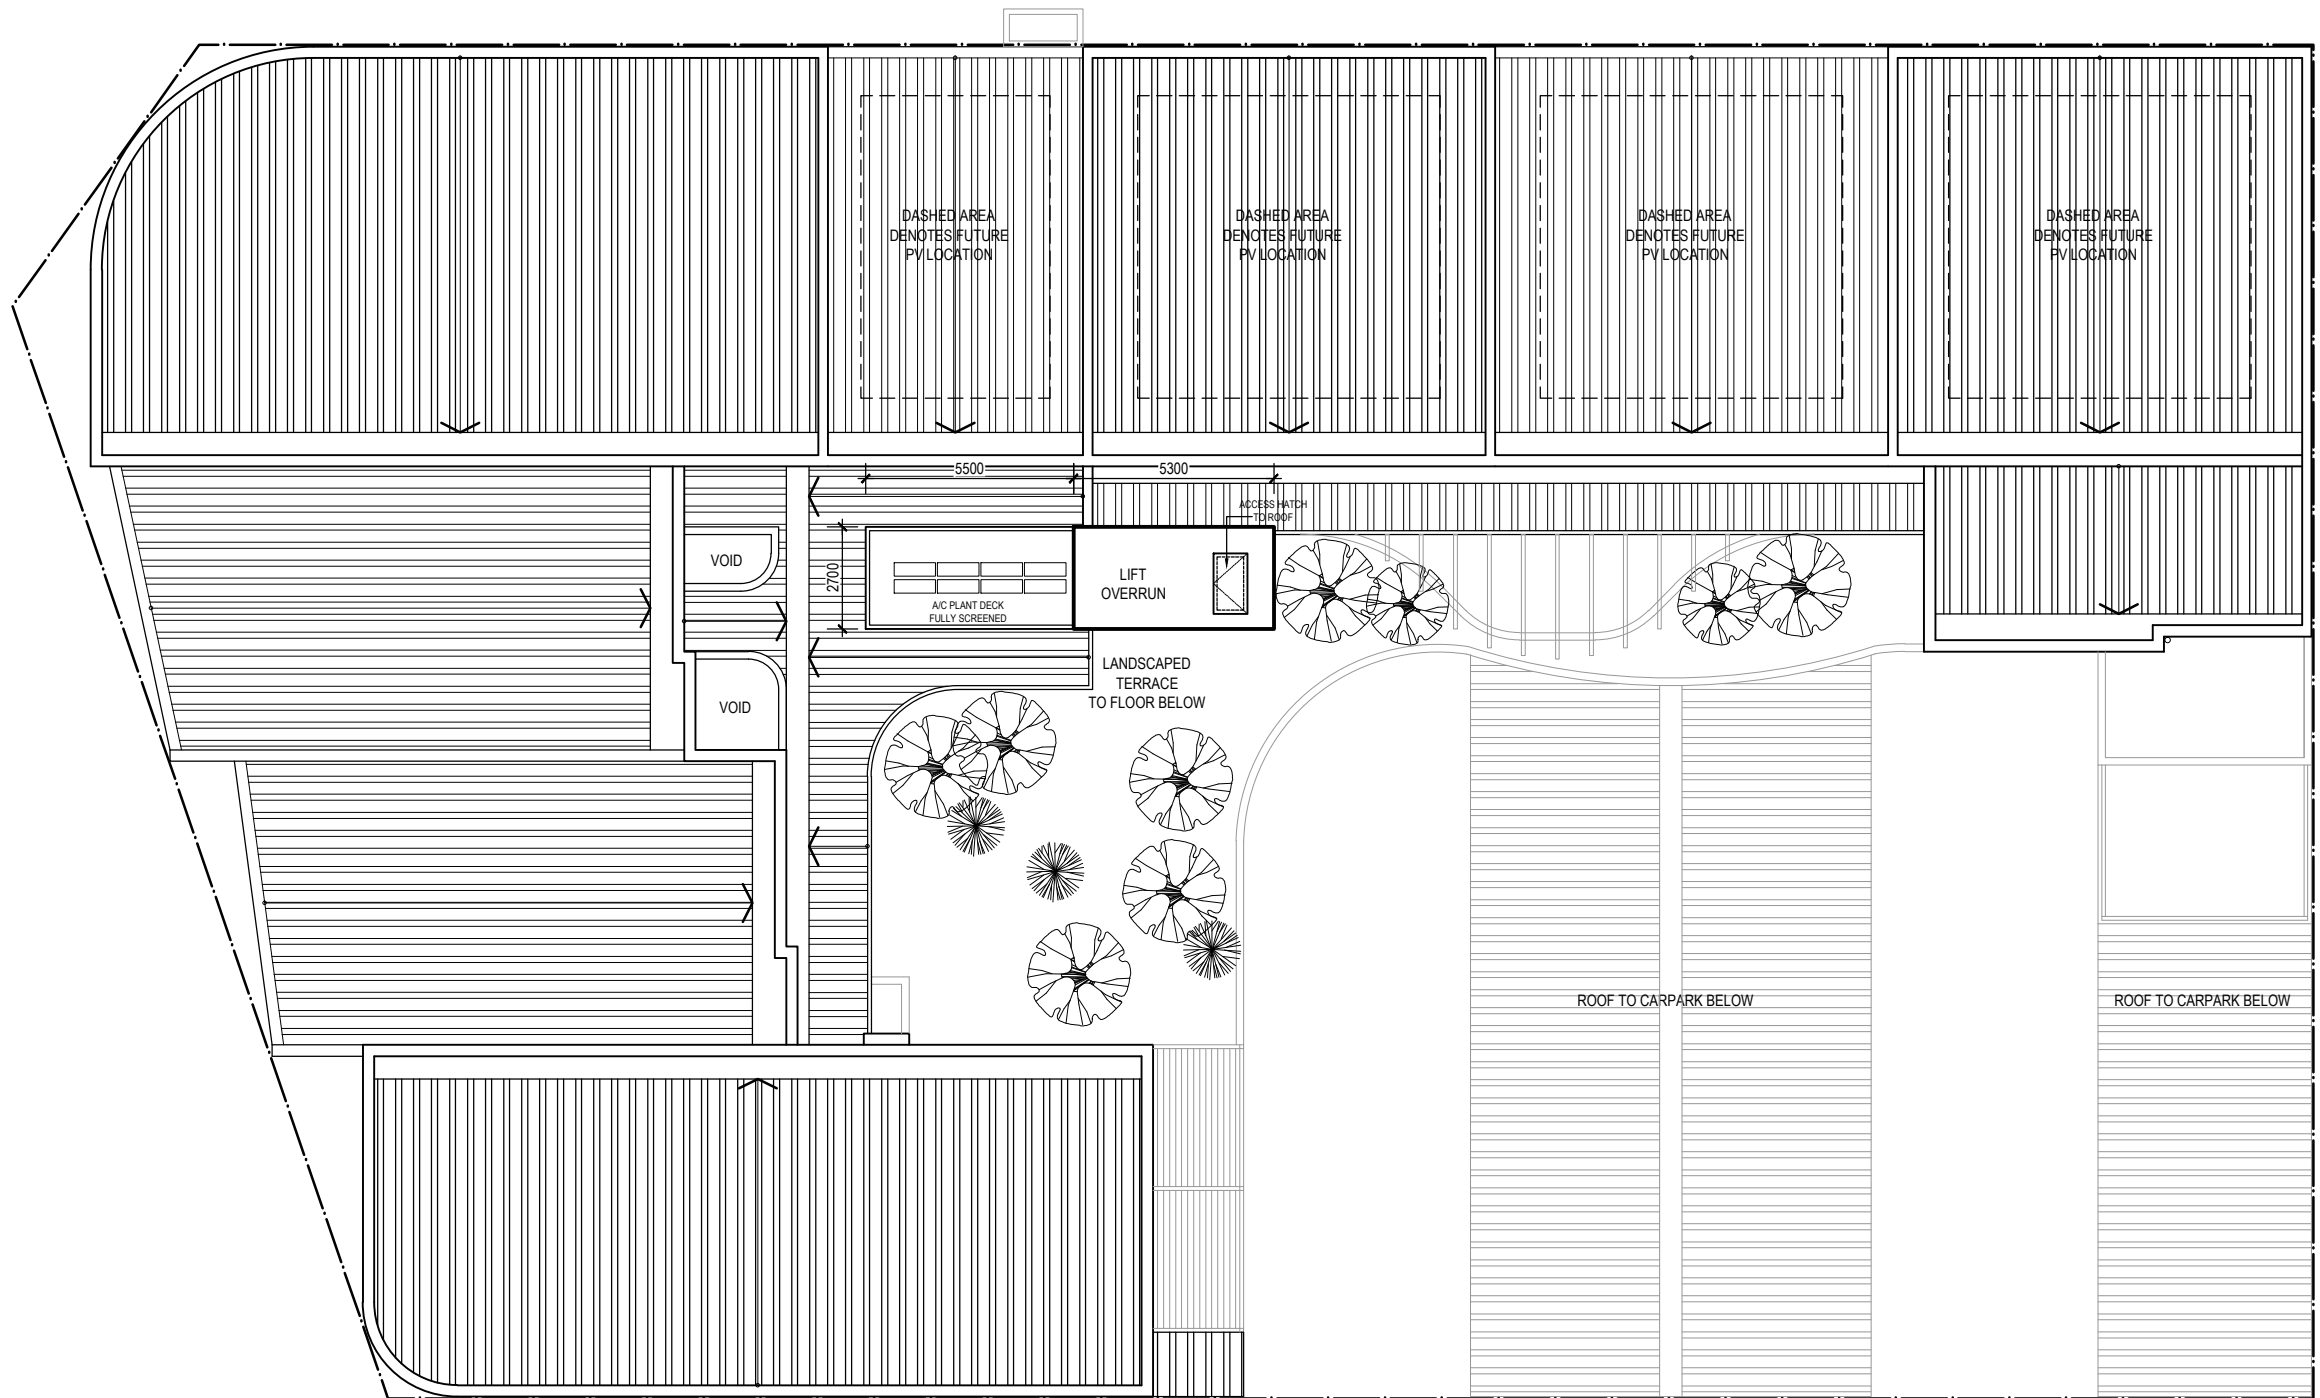 DASHED AREA
DENOTES FUTURE
PV LOCATION
DASHED AREA
DENOTES FUTURE
PV LOCATION
DASHED AREA
DENOTES FUTURE
PV LOCATION
DASHED AREA
DENOTES FUTURE
PV LOCATION
5500
5300
ACCESS HATCH
TO ROOF
VOID
2700
LIFT
OVERRUN
A/C PLANT DECK
FULLY SCREENED
LANDSCAPED
TERRACE
TO FLOOR BELOW
VOID
ROOF TO CARPARK BELOW
ROOF TO CARPARK BELOW